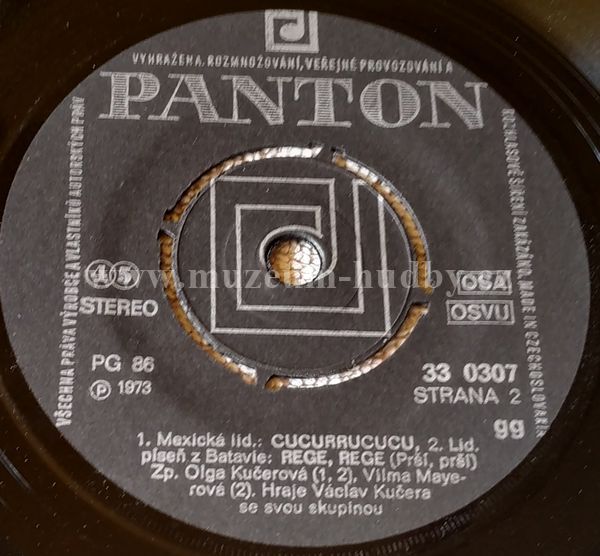 VŠECHNA PRÁVA VÝROBCE A VLASTNÍKŮ AUTORSKÝCH PRÁV
VYHRAŽENA, ROZMNOŽOVÁNÍ, VEŘEJNÉ PROVOZOVÁNÍ A
ROZHLASOVÉ ŠÍŘENÍ ZAKÁZÁNO, MADE IN CZECHOSLOVAKIA
PANTON
45
STEREO
www.muzeum-hudby
OSA
OSVU
PG 86
℗ 1973
33 0307
STRANA 2
99
1. Mexická lid.: CUCURRUCUCU, 2. Lid.
píseň z Batavie: REGE, REGE (Prší, prší)
Zp. Olga Kučerová (1, 2), Vilma Maye-
rová (2). Hraje Václav Kučera
se svou skupinou